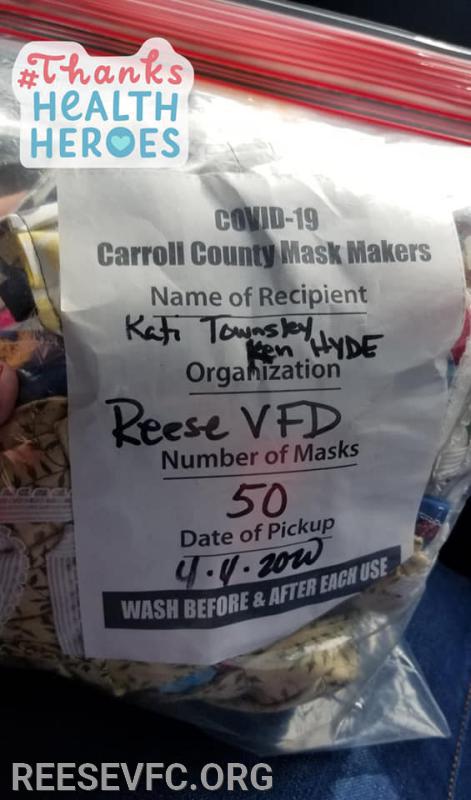 #Thanks
HEALTH
HEROES
COVID-19
Carroll County Mask Makers
Name of Recipient
Kati Townsley
Ken HYDE
Organization
Reese VFD
Number of Masks
50
Date of Pickup
4.4.2020
WASH BEFORE & AFTER EACH USE
REESEVFC.ORG